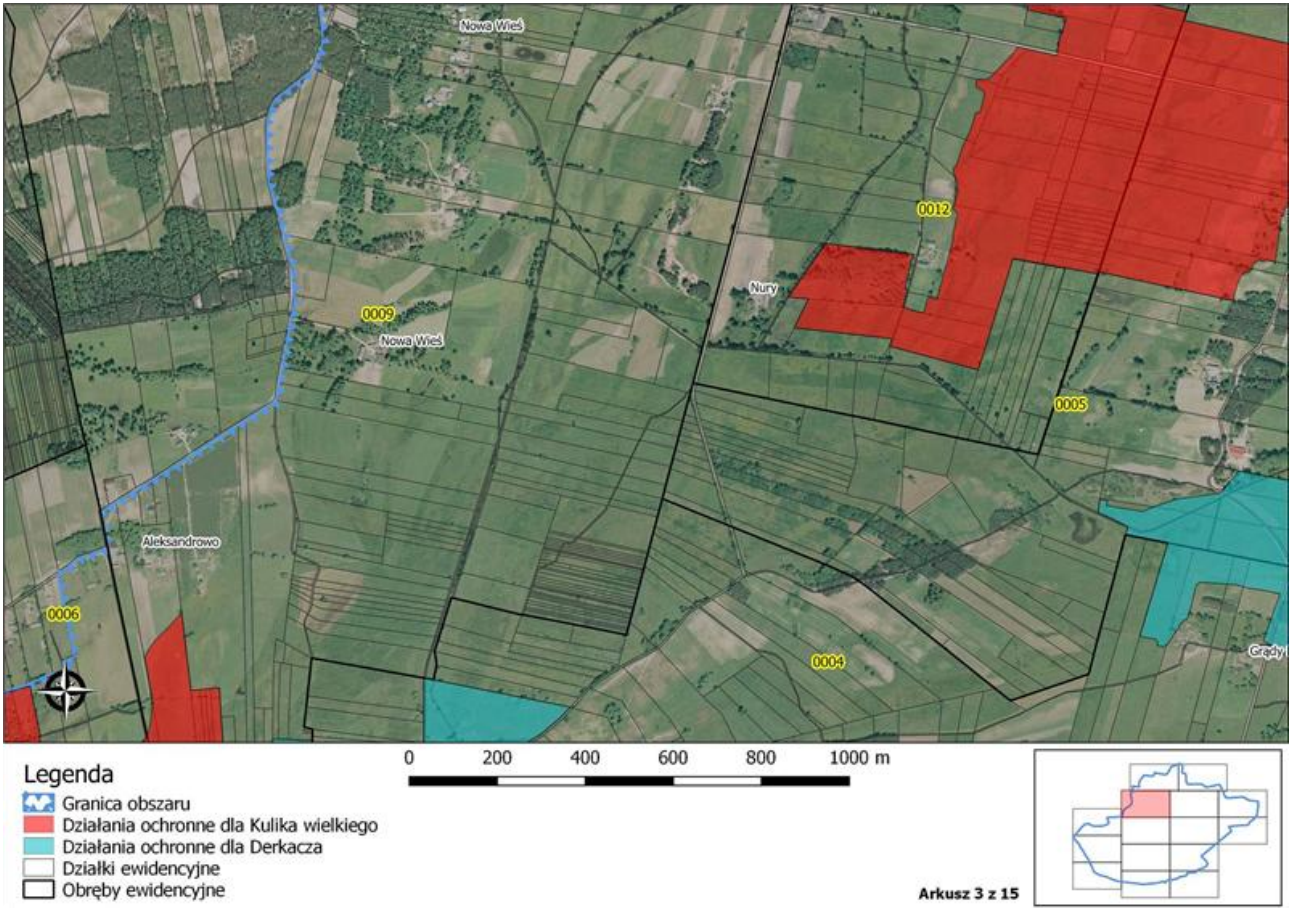 Nowa Wieś
0012
Nury
0009
Nowa Wieś
0005
Aleksandrowo
0006
Grądy
0004
0 200 400 600 800 1000 m
Legenda
Granica obszaru
Działania ochronne dla Kulika wielkiego
Działania ochronne dla Derkacza
Działki ewidencyjne
Obręby ewidencyjne
Arkusz 3 z 15